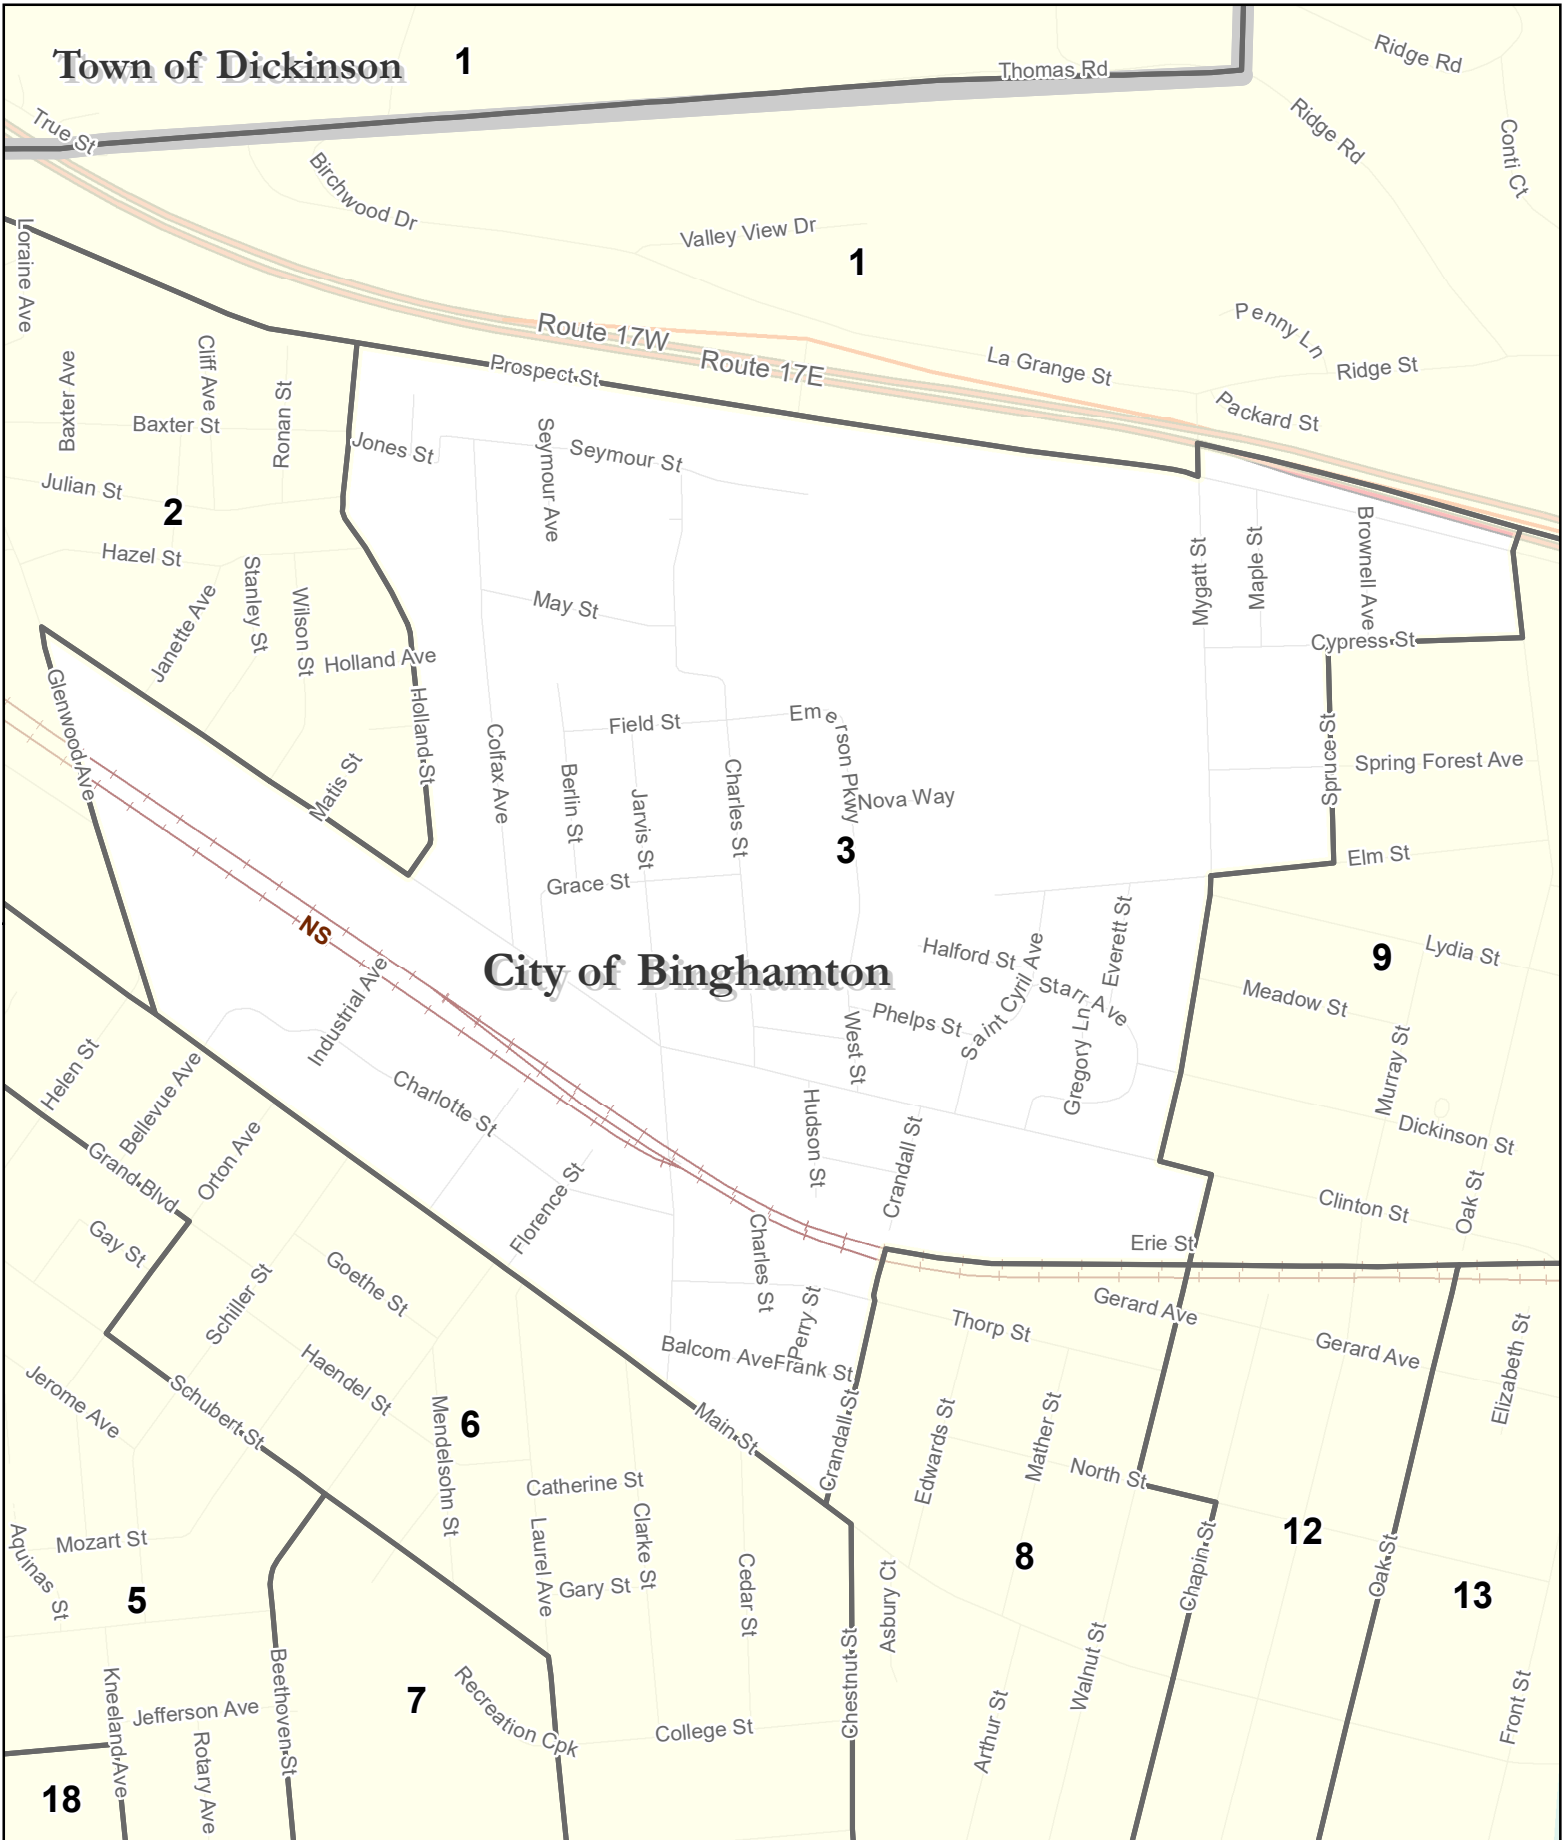 Town of Dickinson
1
Thomas Rd
Ridge Rd
True St
Ridge Rd
Conti Ct
Birchwood Dr
Valley View Dr
Loraine Ave
1
Route 17W
Penny Ln
Prospect St
Route 17E
La Grange St
Ridge St
Baxter Ave
Cliff Ave
Ronan St
Packard St
Baxter St
Jones St
Seymour Ave
Seymour St
Julian St
2
Mygatt St
Maple St
Brownell Ave
Hazel St
Stanley St
Janette Ave
Wilson St
May St
Cypress St
Holland Ave
Glenwood Ave
Holland St
Field St
Emerson Pkwy
Colfax Ave
Spruce St
Spring Forest Ave
Matis St
Berlin St
Jarvis St
Charles St
Nova Way
3
Elm St
Grace St
NS
City of Binghamton
Halford St
Everett St
9
Lydia St
Industrial Ave
Saint Cyril Ave
Starr Ave
Meadow St
Phelps St
West St
Gregory Ln
Murray St
Helen St
Bellevue Ave
Charlotte St
Hudson St
Crandall St
Dickinson St
Grand Blvd
Orton Ave
Florence St
Clinton St
Oak St
Gay St
Charles St
Erie St
Goethe St
Schiller St
Perry St
Gerard Ave
Thorp St
Gerard Ave
Elizabeth St
Haendel St
Balcom Ave
Frank St
Jerome Ave
Schubert St
Mendelsohn St
6
Main St
Crandall St
Edwards St
Mather St
North St
Catherine St
Aquinas St
Mozart St
Laurel Ave
Clarke St
8
Chapin St
12
Oak St
5
Gary St
Cedar St
Asbury Ct
13
Kneeland Ave
Jefferson Ave
Beethoven St
7
Recreation Cpk
College St
Chestnut St
Walnut St
Arthur St
Front St
Rotary Ave
18